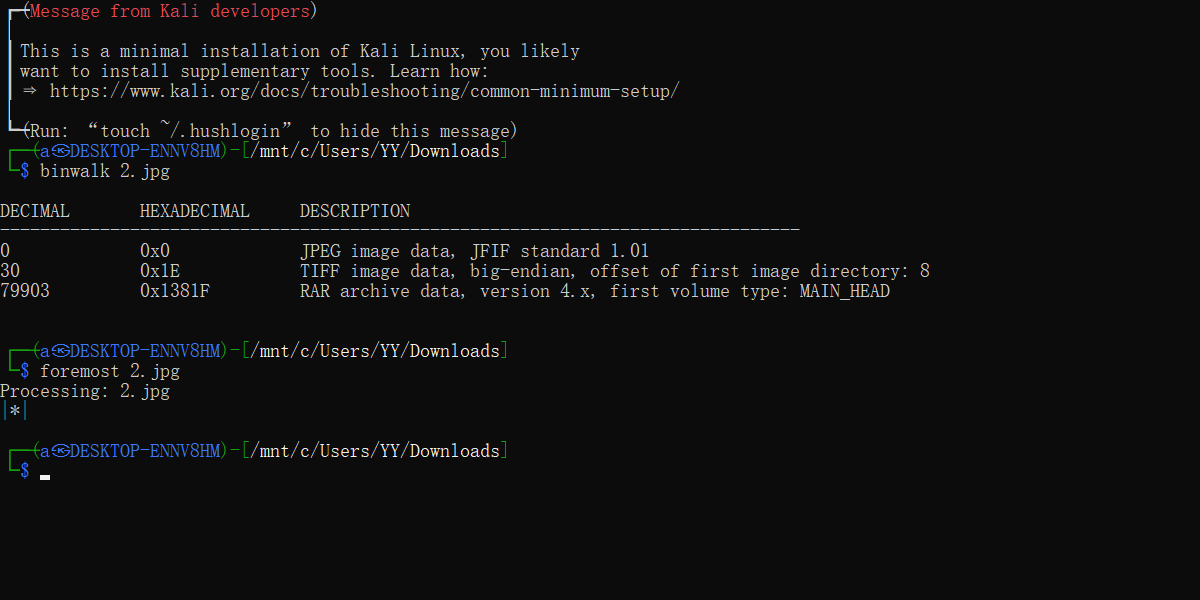 ┏━(Message from Kali developers)
┃
┃ This is a minimal installation of Kali Linux, you likely
┃ want to install supplementary tools. Learn how:
┃ ⇒ https://www.kali.org/docs/troubleshooting/common-minimum-setup/
┃
┗━(Run: “touch ~/.hushlogin” to hide this message)
┌──(a㉿DESKTOP-ENNV8HM)-[/mnt/c/Users/YY/Downloads]
└─$ binwalk 2.jpg
DECIMAL       HEXADECIMAL     DESCRIPTION
--------------------------------------------------------------------------------
0             0x0             JPEG image data, JFIF standard 1.01
30            0x1E            TIFF image data, big-endian, offset of first image directory: 8
79903         0x1381F         RAR archive data, version 4.x, first volume type: MAIN_HEAD
┌──(a㉿DESKTOP-ENNV8HM)-[/mnt/c/Users/YY/Downloads]
└─$ foremost 2.jpg
Processing: 2.jpg
|*|
┌──(a㉿DESKTOP-ENNV8HM)-[/mnt/c/Users/YY/Downloads]
└─$